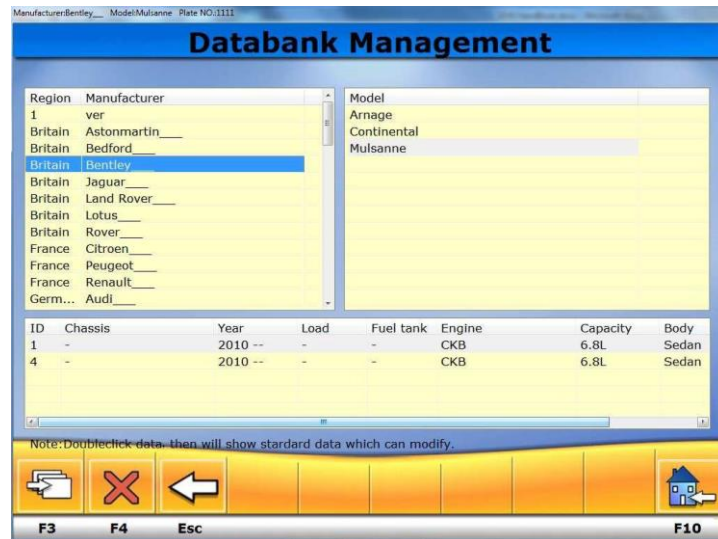 Manufacturer:Bentley__ Model:Mulsanne Plate NO.:1111
Databank Management
Region Manufacturer
1 ver
Britain Astonmartin___
Britain Bedford___
Britain Bentley___
Britain Jaguar___
Britain Land Rover___
Britain Lotus___
Britain Rover___
France Citroen___
France Peugeot___
France Renault___
Germ... Audi___
Model
Arnage
Continental
Mulsanne
ID Chassis Year Load Fuel tank Engine Capacity Body
1 - 2010 -- - - CKB 6.8L Sedan
4 - 2010 -- - - CKB 6.8L Sedan
Note:Doubleclick data, then will show stardard data which can modify.
F3 F4 Esc F10